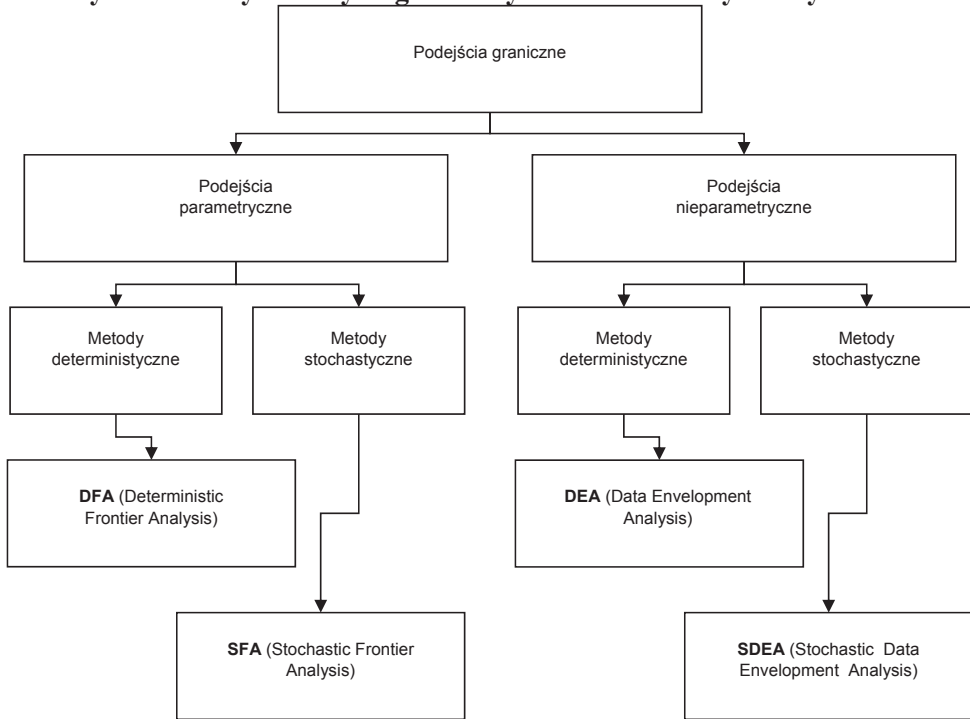 Podejścia graniczne
Podejścia
parametryczne
Podejścia
nieparametryczne
Metody
deterministyczne
Metody
stochastyczne
Metody
deterministyczne
Metody
stochastyczne
DFA (Deterministic
Frontier Analysis)
DEA (Data Envelopment
Analysis)
SFA (Stochastic Frontier
Analysis)
SDEA (Stochastic Data
Envelopment Analysis)